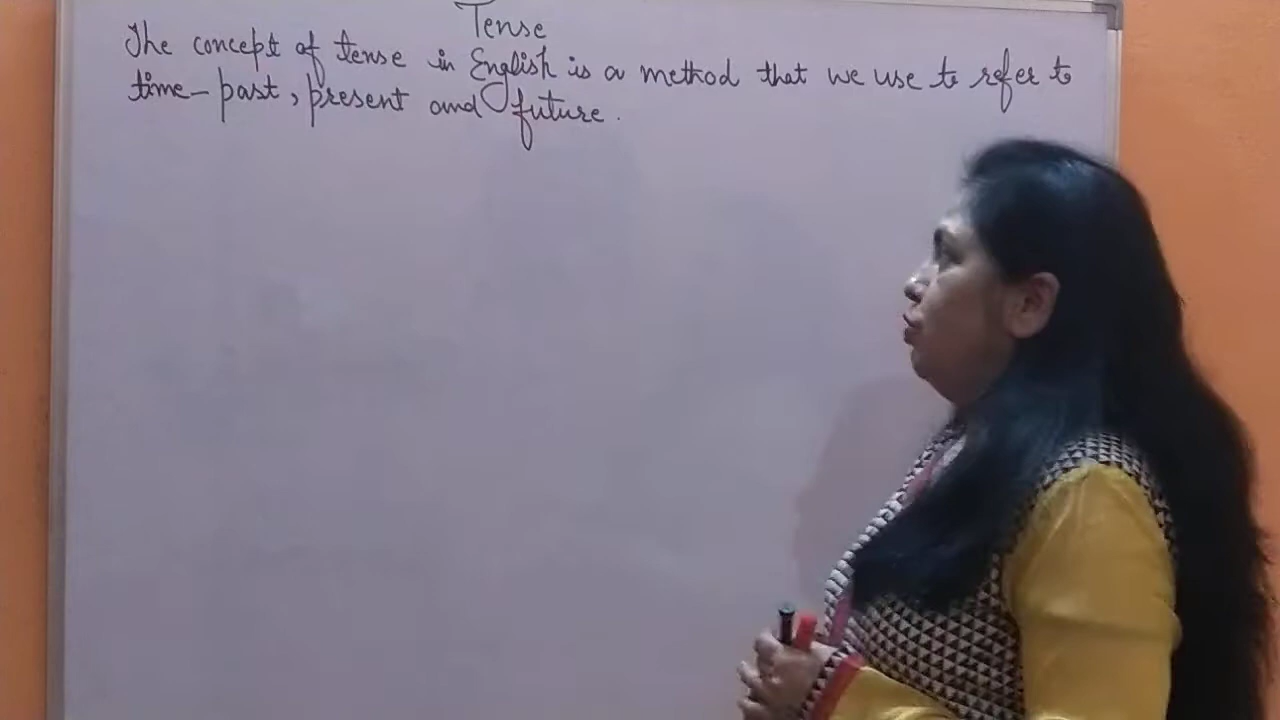 Tense
The concept of tense in English is a method that we use to refer to
time - past, present and future.